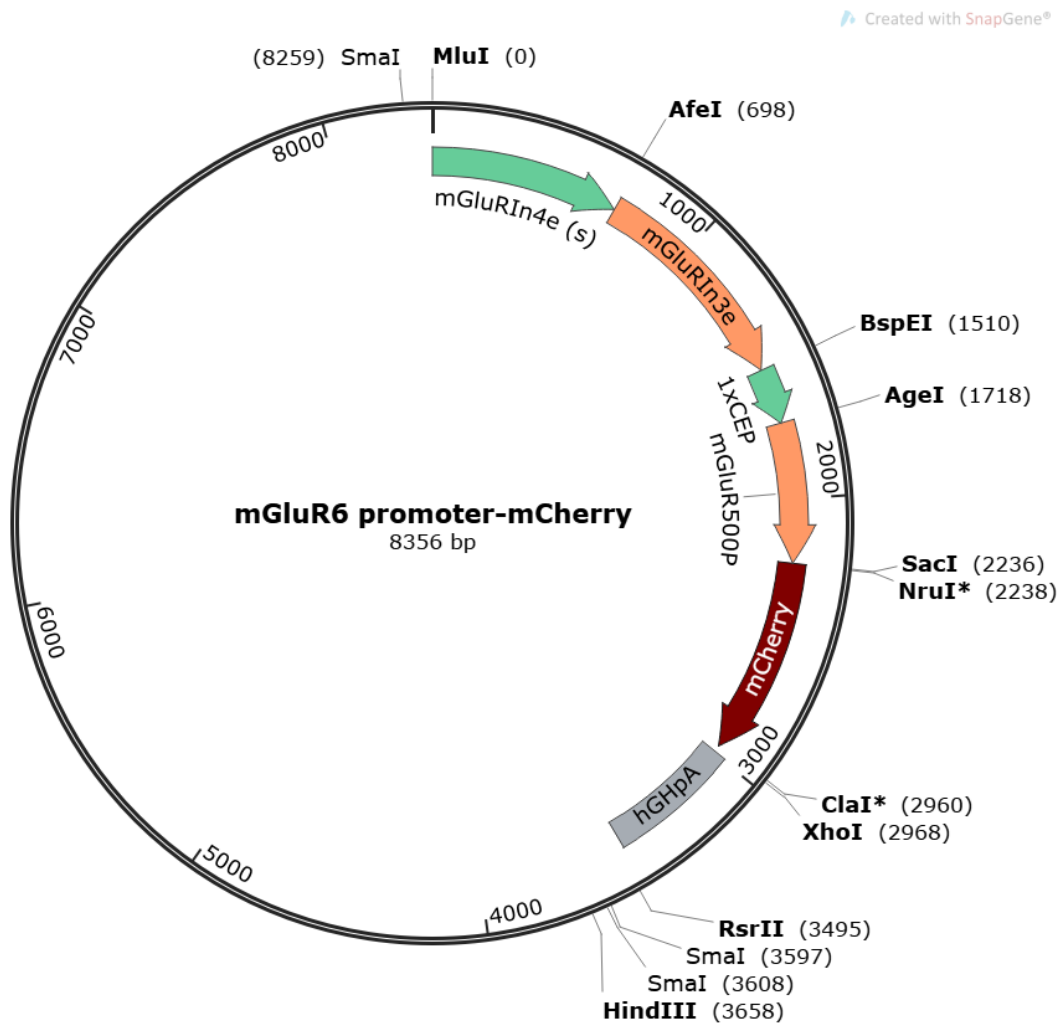 Created with SnapGene®
(8259) SmaI
MluI (0)
AfeI (698)
8000
mGluRIn4e (s)
1000
mGluRIn3e
BspEI (1510)
7000
AgeI (1718)
1xCEP
2000
mGluR500P
mGluR6 promoter-mCherry
8356 bp
SacI (2236)
NruI* (2238)
6000
mCherry
3000
hGHpA
ClaI* (2960)
XhoI (2968)
5000
4000
RsrII (3495)
SmaI (3597)
SmaI (3608)
HindIII (3658)